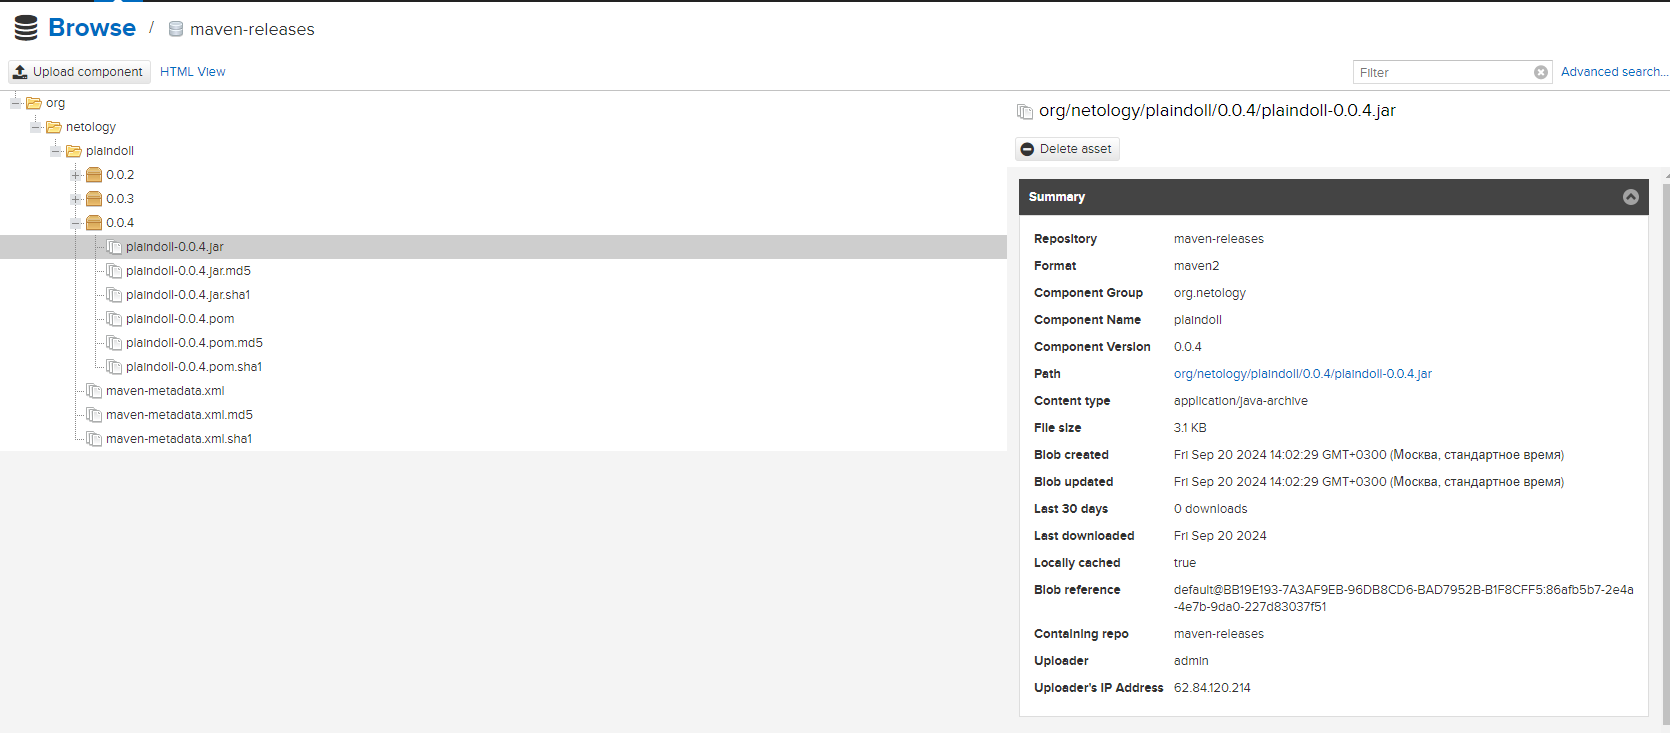 Browse / maven-releases
Upload component HTML View Filter Advanced search...
org
netology
plaindoll
0.0.2
0.0.3
0.0.4
plaindoll-0.0.4.jar
plaindoll-0.0.4.jar.md5
plaindoll-0.0.4.jar.sha1
plaindoll-0.0.4.pom
plaindoll-0.0.4.pom.md5
plaindoll-0.0.4.pom.sha1
maven-metadata.xml
maven-metadata.xml.md5
maven-metadata.xml.sha1
org/netology/plaindoll/0.0.4/plaindoll-0.0.4.jar
Delete asset
Summary
Repository maven-releases
Format maven2
Component Group org.netology
Component Name plaindoll
Component Version 0.0.4
Path org/netology/plaindoll/0.0.4/plaindoll-0.0.4.jar
Content type application/java-archive
File size 3.1 KB
Blob created Fri Sep 20 2024 14:02:29 GMT+0300 (Москва, стандартное время)
Blob updated Fri Sep 20 2024 14:02:29 GMT+0300 (Москва, стандартное время)
Last 30 days 0 downloads
Last downloaded Fri Sep 20 2024
Locally cached true
Blob reference default@BB19E193-7A3AF9EB-96DB8CD6-BAD7952B-B1F8CFF5:86afb5b7-2e4a
-4e7b-9da0-227d83037f51
Containing repo maven-releases
Uploader admin
Uploader's IP Address 62.84.120.214